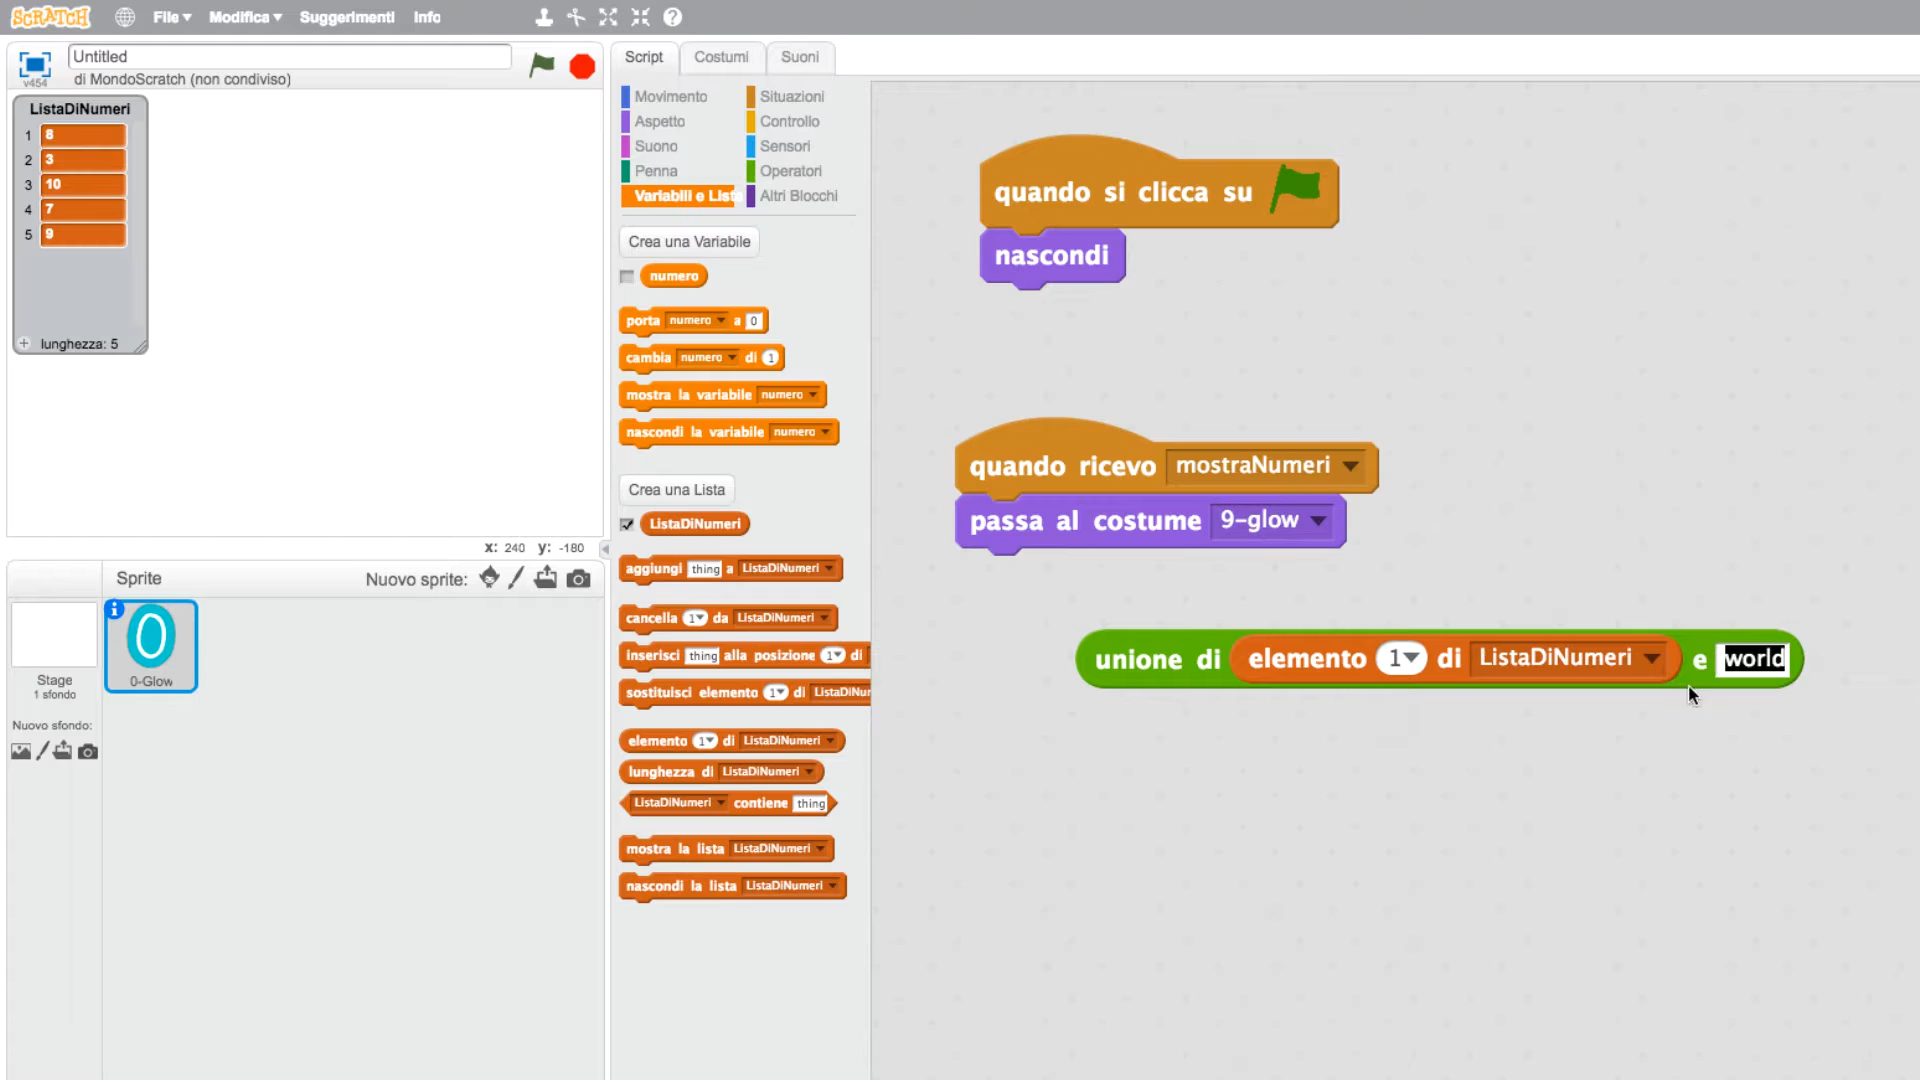 SCRATCH File Modifica Suggerimenti Info
v454
Untitled
di MondoScratch (non condiviso)
ListaDiNumeri
1 8
2 3
3 10
4 7
5 9
+ lunghezza: 5
x: 240 y: -180
Sprite Nuovo sprite:
0-Glow
Stage
1 sfondo
Nuovo sfondo:
Script Costumi Suoni
Movimento Situazioni
Aspetto Controllo
Suono Sensori
Penna Operatori
Variabili e Liste Altri Blocchi
Crea una Variabile
numero
porta numero a 0
cambia numero di 1
mostra la variabile numero
nascondi la variabile numero
Crea una Lista
ListaDiNumeri
aggiungi thing a ListaDiNumeri
cancella 1 da ListaDiNumeri
inserisci thing alla posizione 1 di
sostituisci elemento 1 di ListaDiNur
elemento 1 di ListaDiNumeri
lunghezza di ListaDiNumeri
ListaDiNumeri contiene thing
mostra la lista ListaDiNumeri
nascondi la lista ListaDiNumeri
quando si clicca su
nascondi
quando ricevo mostraNumeri
passa al costume 9-glow
unione di elemento 1 di ListaDiNumeri e world